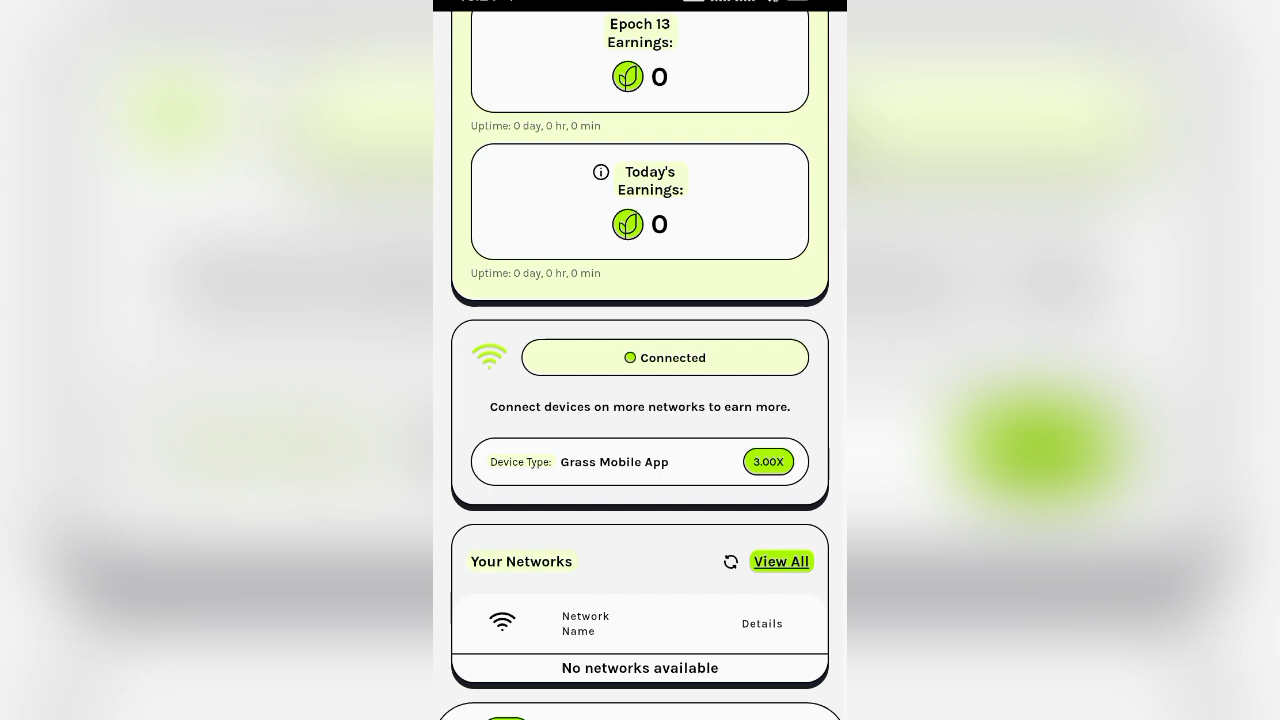 Epoch 13
Earnings:
0
Uptime: 0 day, 0 hr, 0 min
Today's
Earnings:
0
Uptime: 0 day, 0 hr, 0 min
Connected
Connect devices on more networks to earn more.
Device Type: Grass Mobile App 3.00X
Your Networks View All
Network
Name
Details
No networks available